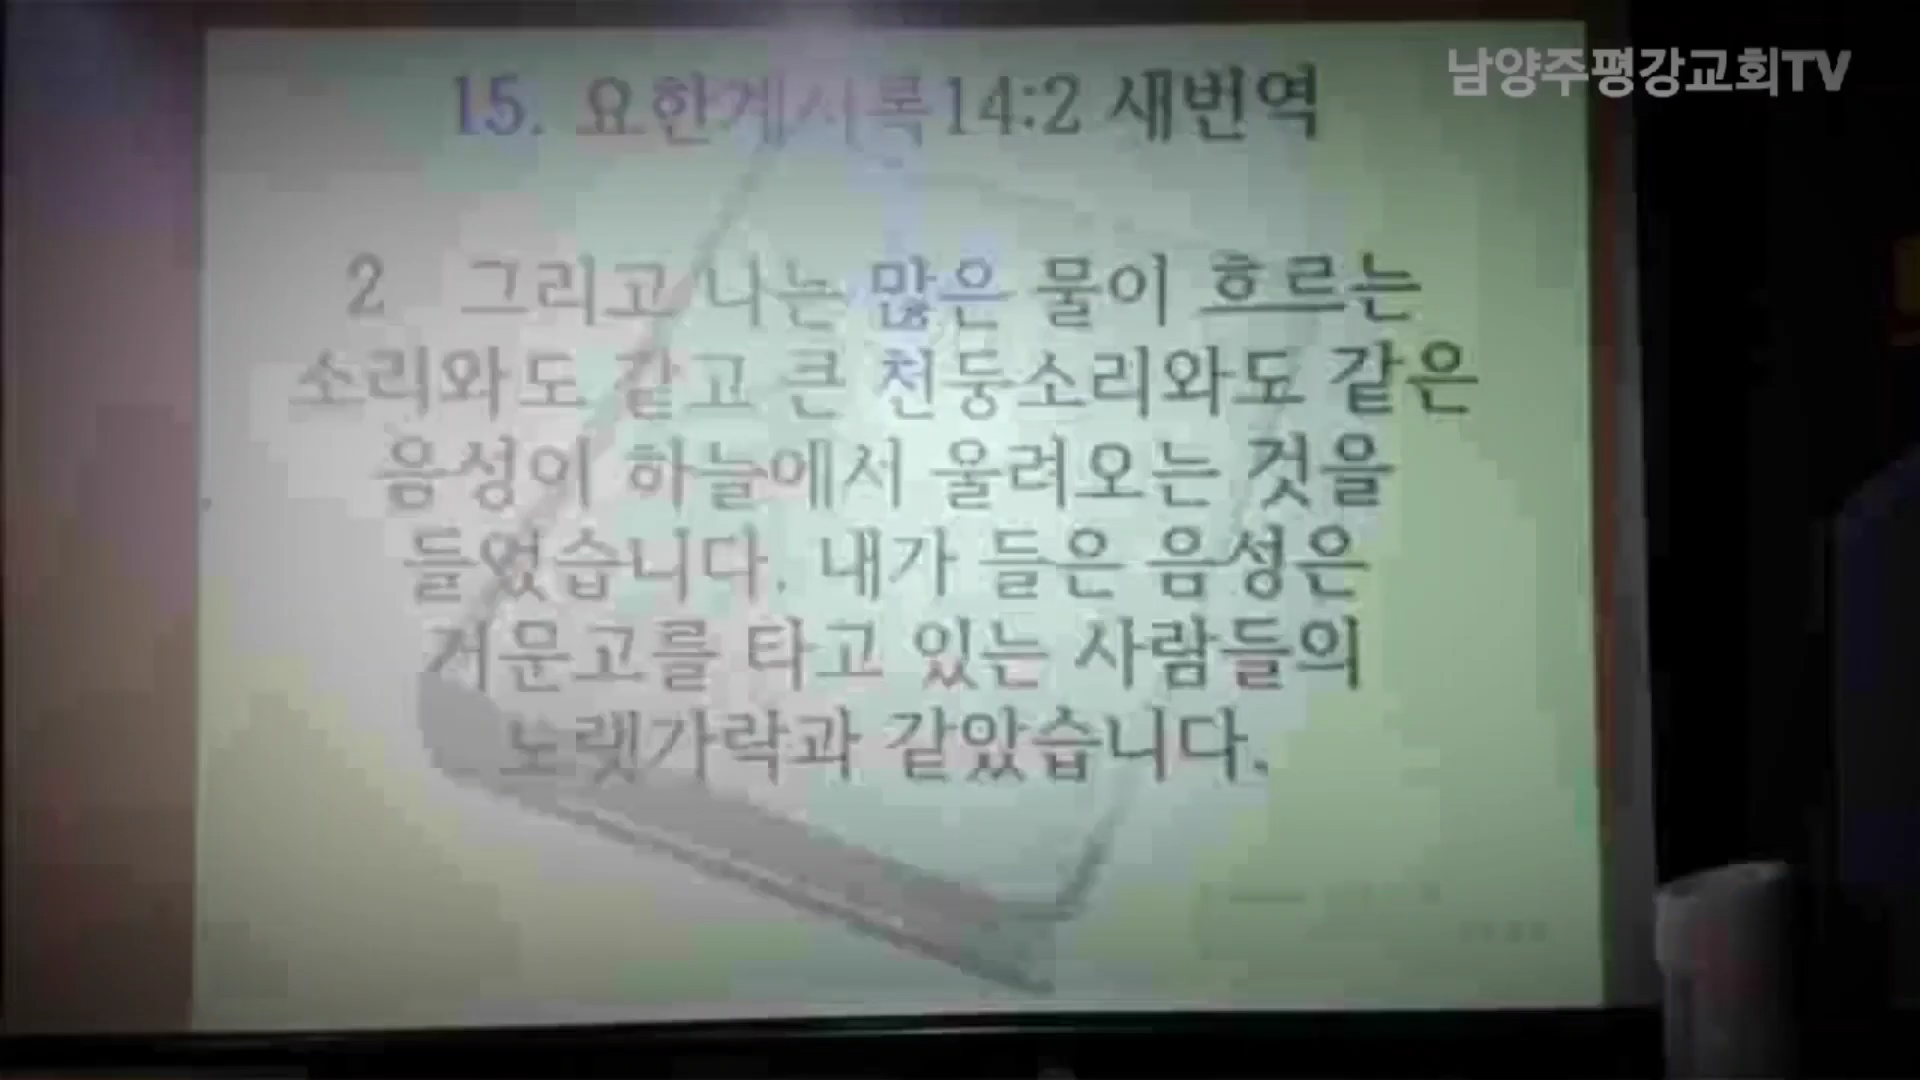 남양주평강교회TV
15. 요한계시록14:2 새번역
2 그리고 나는 많은 물이 흐르는
소리와도 같고 큰 천둥소리와도 같은
음성이 하늘에서 울려오는 것을
들었습니다. 내가 들은 음성은
거문고를 타고 있는 사람들의
노랫가락과 같았습니다.